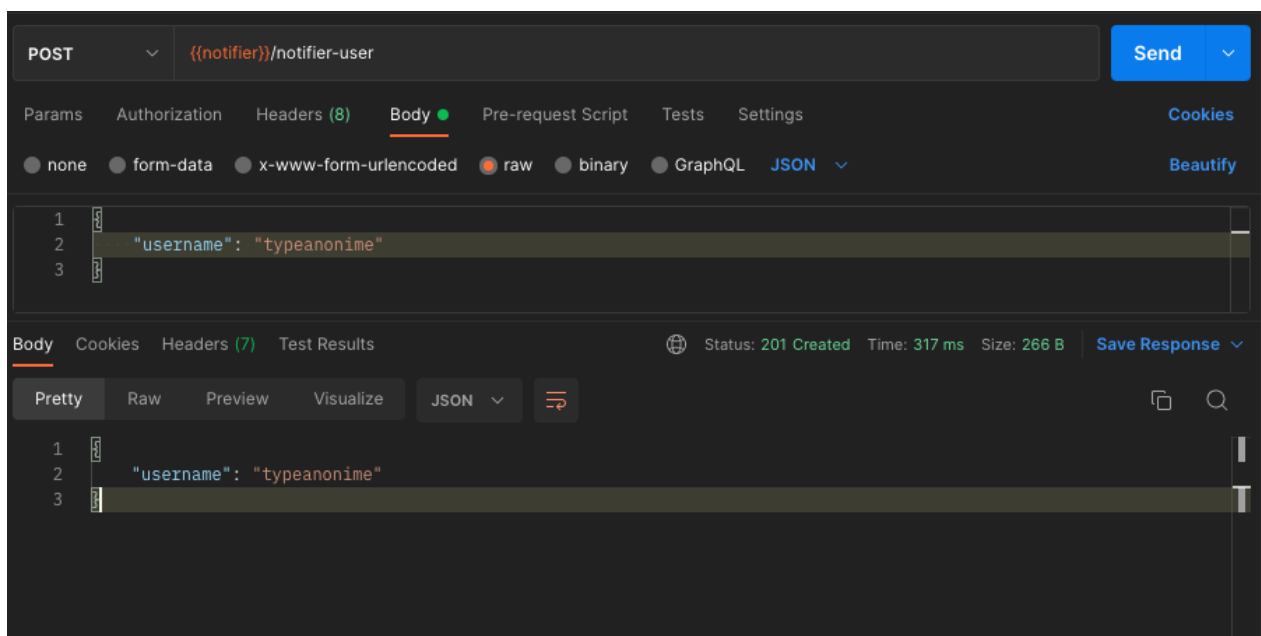 POST {{notifier}}/notifier-user Send
Params Authorization Headers (8) Body Pre-request Script Tests Settings Cookies
none form-data x-www-form-urlencoded raw binary GraphQL JSON Beautify
1 {
2 "username": "typeanonime"
3 }
Body Cookies Headers (7) Test Results Status: 201 Created Time: 317 ms Size: 266 B Save Response
Pretty Raw Preview Visualize JSON
1 {
2 "username": "typeanonime"
3 }